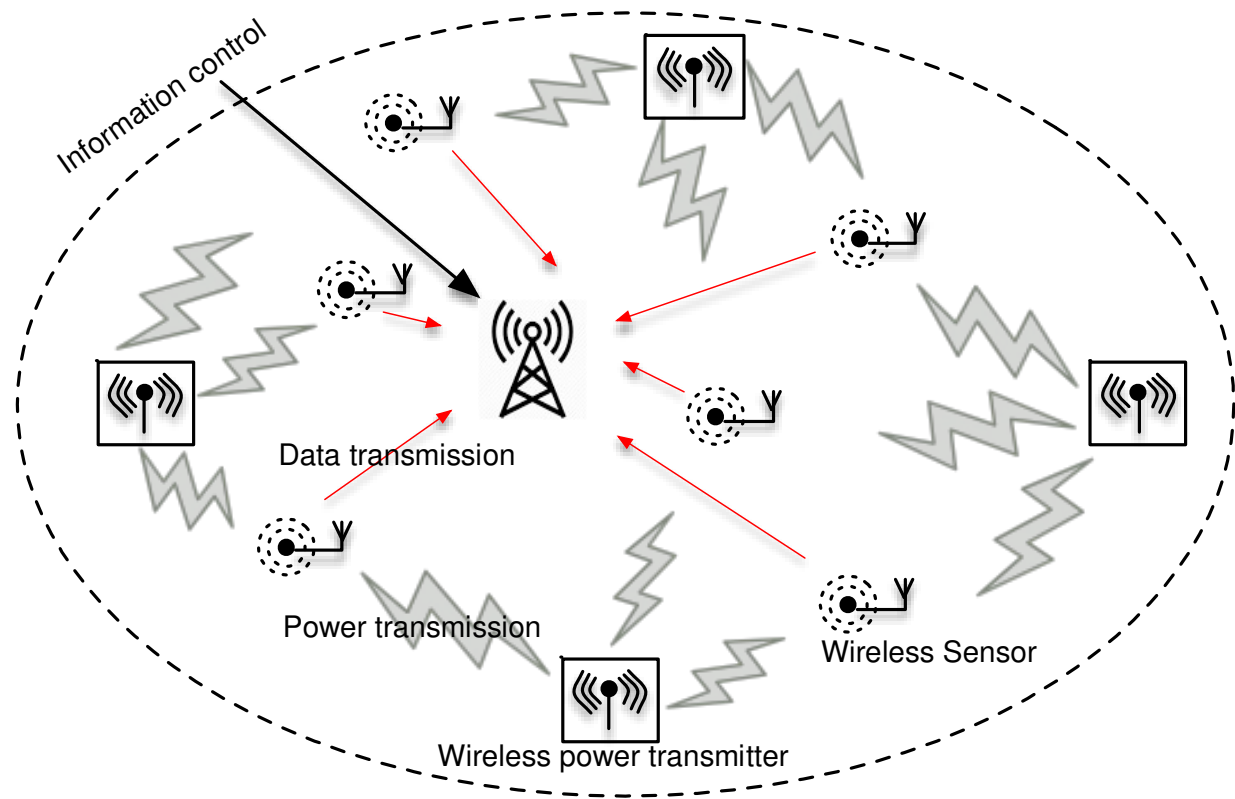 Information control
Data transmission
Power transmission
Wireless Sensor
Wireless power transmitter